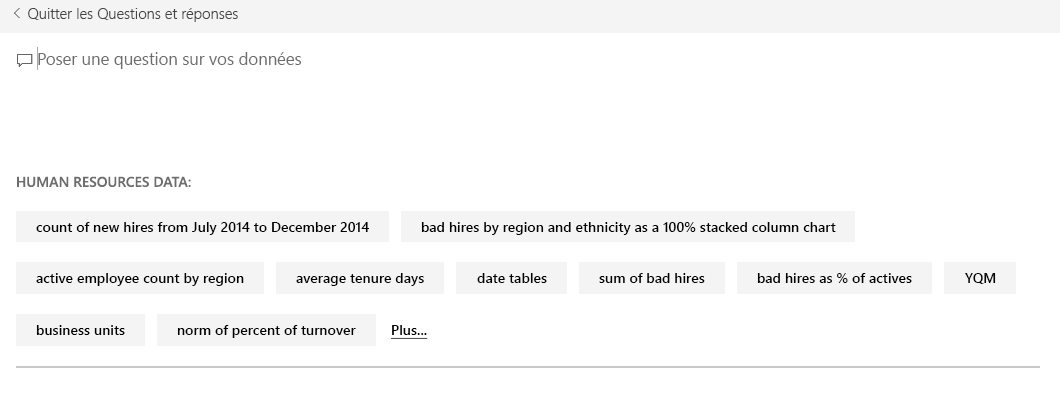 Quitter les Questions et réponses
Poser une question sur vos données
HUMAN RESOURCES DATA:
count of new hires from July 2014 to December 2014 bad hires by region and ethnicity as a 100% stacked column chart
active employee count by region average tenure days date tables sum of bad hires bad hires as % of actives YQM
business units norm of percent of turnover Plus...